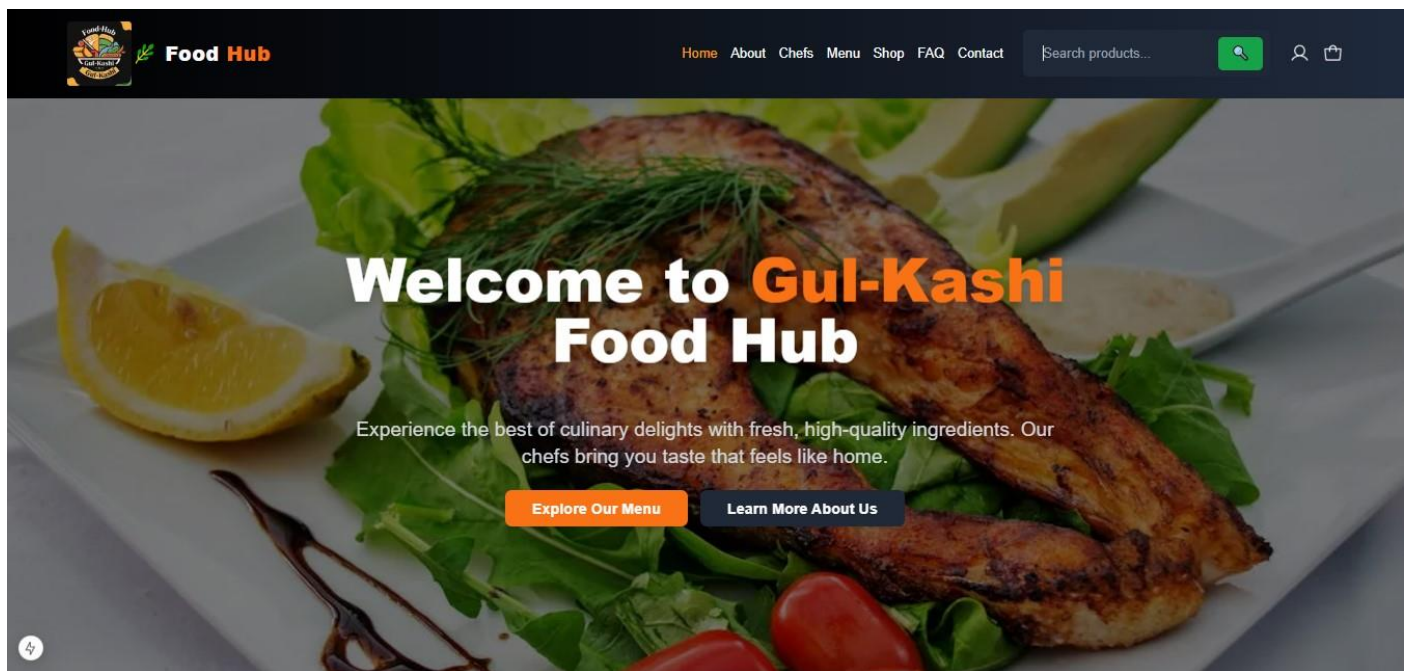 Food-Hub
Gul-Kashi
Gul-Kashi
Food Hub
Home About Chefs Menu Shop FAQ Contact
Search products...
Welcome to Gul-Kashi
Food Hub
Experience the best of culinary delights with fresh, high-quality ingredients. Our
chefs bring you taste that feels like home.
Explore Our Menu
Learn More About Us